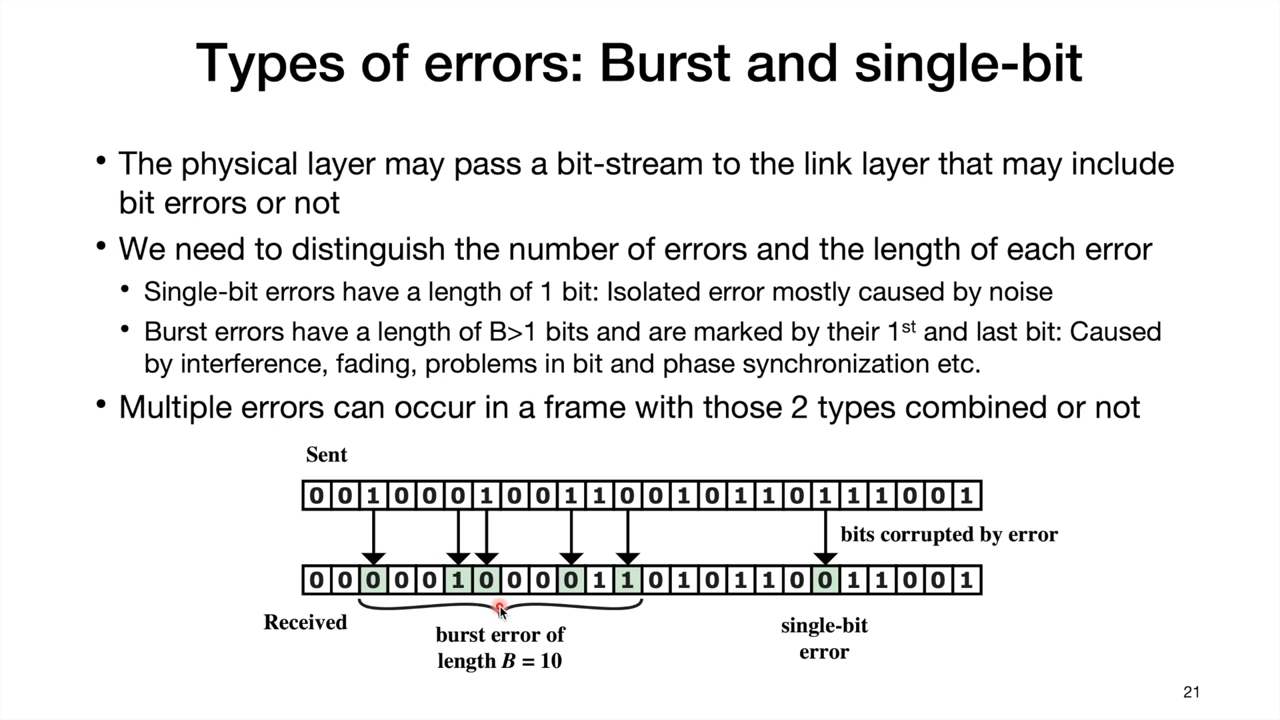 Types of errors: Burst and single-bit
• The physical layer may pass a bit-stream to the link layer that may include
bit errors or not
• We need to distinguish the number of errors and the length of each error
• Single-bit errors have a length of 1 bit: Isolated error mostly caused by noise
• Burst errors have a length of B>1 bits and are marked by their 1st and last bit: Caused
by interference, fading, problems in bit and phase synchronization etc.
• Multiple errors can occur in a frame with those 2 types combined or not
Sent
0 0 1 0 0 0 1 0 0 1 1 0 0 1 0 1 1 0 1 1 1 0 0 1
bits corrupted by error
0 0 0 0 0 1 0 0 0 0 1 1 0 1 0 1 1 0 0 1 1 0 0 1
Received
burst error of
length B = 10
single-bit
error
21